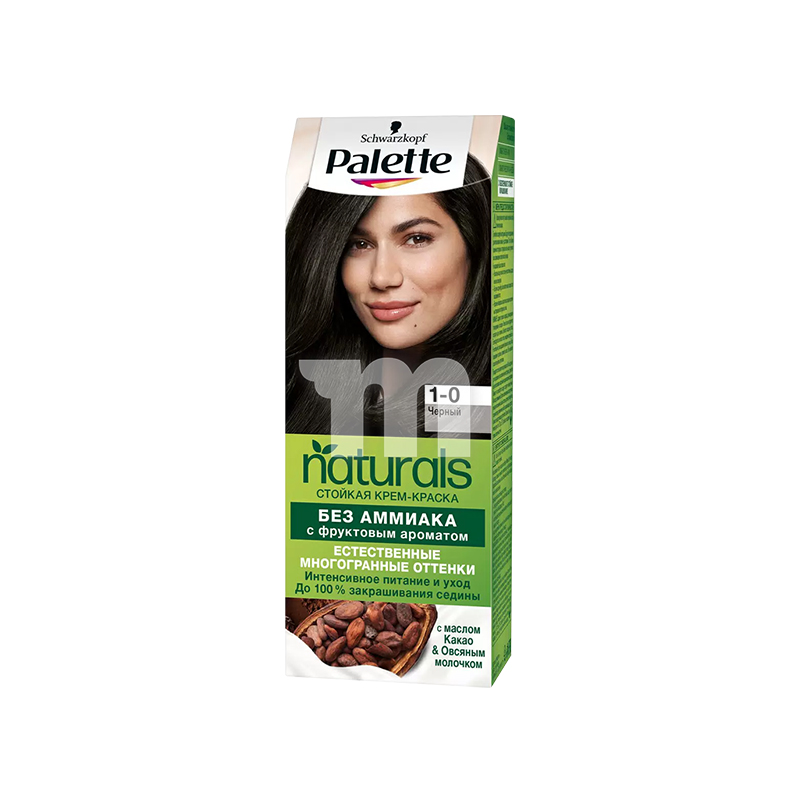 Schwarzkopf
Palette
1-0
Черный
m
naturals
СТОЙКАЯ КРЕМ-КРАСКА
БЕЗ АММИАКА
с фруктовым ароматом
ЕСТЕСТВЕННЫЕ
МНОГОГРАННЫЕ ОТТЕНКИ
Интенсивное питание и уход
До 100 % закрашивания седины
с маслом
Какао
& Овсяным
молочком